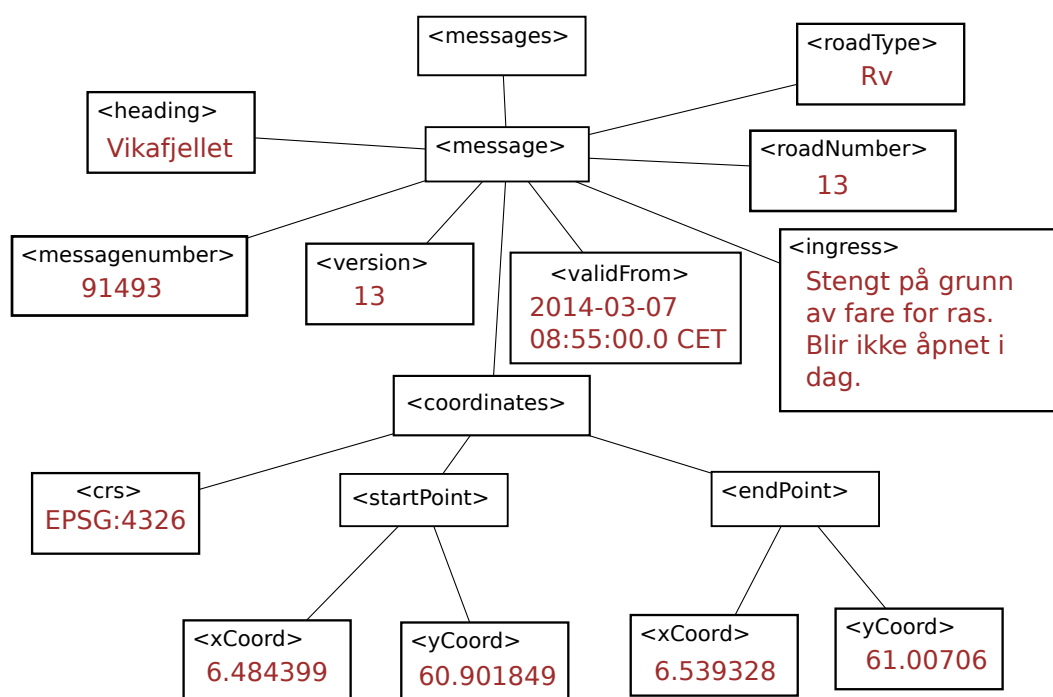 <messages>
<roadType>
Rv
<heading>
Vikafjellet
<message>
<roadNumber>
13
<messagenumber>
91493
<version>
13
<validFrom>
2014-03-07
08:55:00.0 CET
<ingress>
Stengt på grunn
av fare for ras.
Blir ikke åpnet i
dag.
<coordinates>
<crs>
EPSG:4326
<startPoint>
<endPoint>
<xCoord>
6.484399
<yCoord>
60.901849
<xCoord>
6.539328
<yCoord>
61.00706